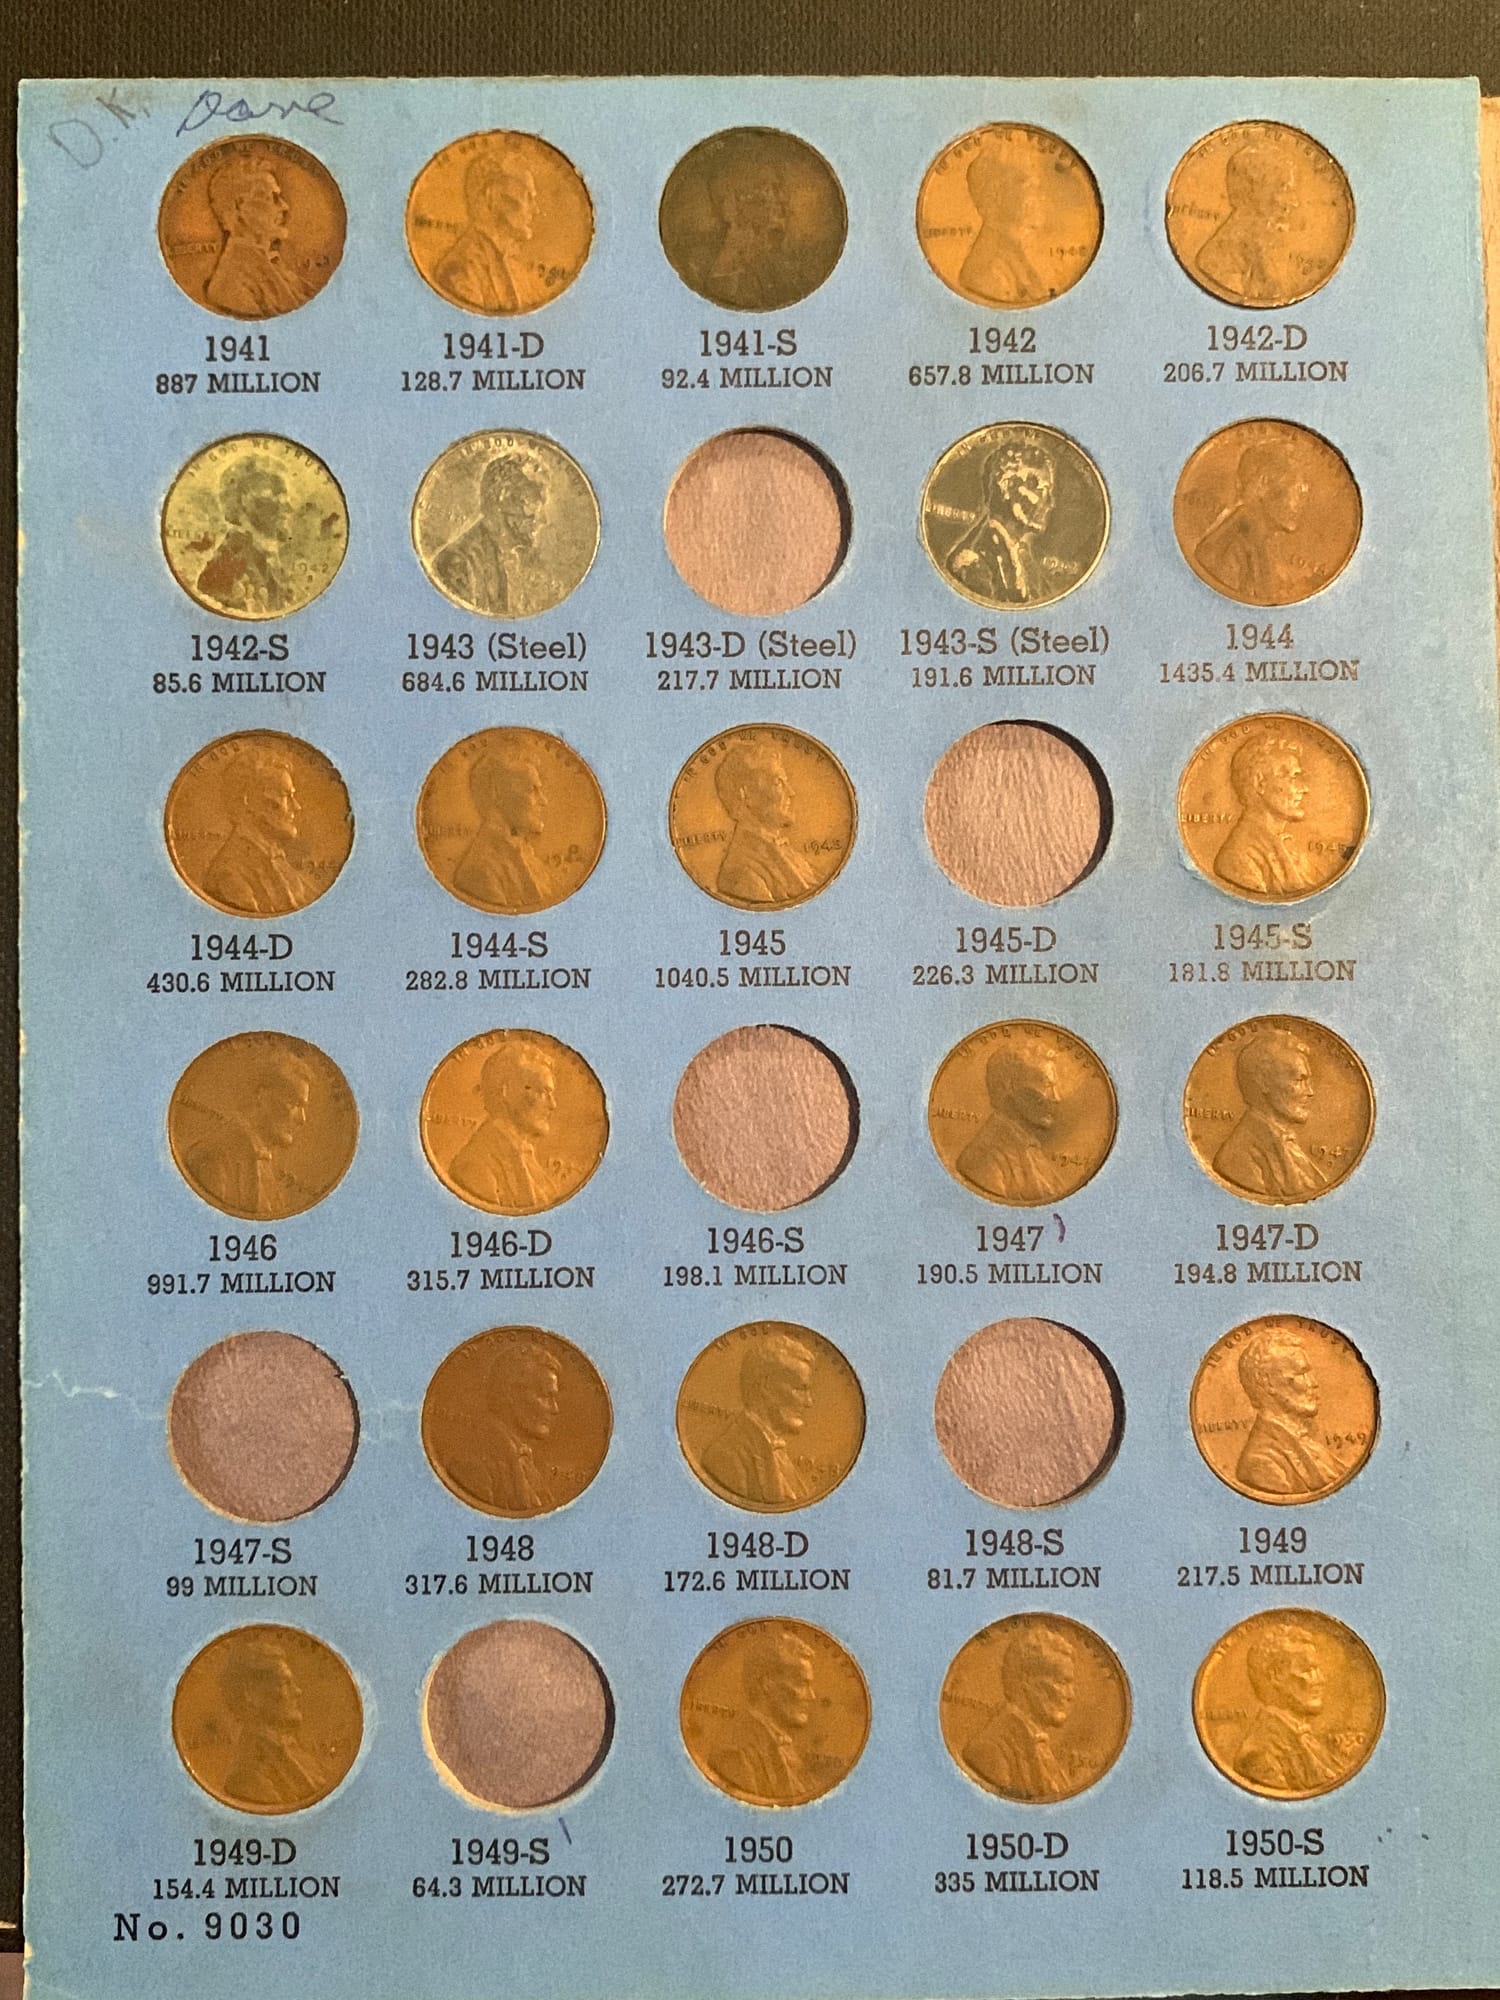 D.K. Dave
1941 1941-D 1941-S 1942 1942-D
887 MILLION 128.7 MILLION 92.4 MILLION 657.8 MILLION 206.7 MILLION
1942-S 1943 (Steel) 1943-D (Steel) 1943-S (Steel) 1944
85.6 MILLION 684.6 MILLION 217.7 MILLION 191.6 MILLION 1435.4 MILLION
1944-D 1944-S 1945 1945-D 1945-S
430.6 MILLION 282.8 MILLION 1040.5 MILLION 226.3 MILLION 181.8 MILLION
1946 1946-D 1946-S 1947 1947-D
991.7 MILLION 315.7 MILLION 198.1 MILLION 190.5 MILLION 194.8 MILLION
1947-S 1948 1948-D 1948-S 1949
99 MILLION 317.6 MILLION 172.6 MILLION 81.7 MILLION 217.5 MILLION
1949-D 1949-S 1950 1950-D 1950-S
154.4 MILLION 64.3 MILLION 272.7 MILLION 335 MILLION 118.5 MILLION
No. 9030